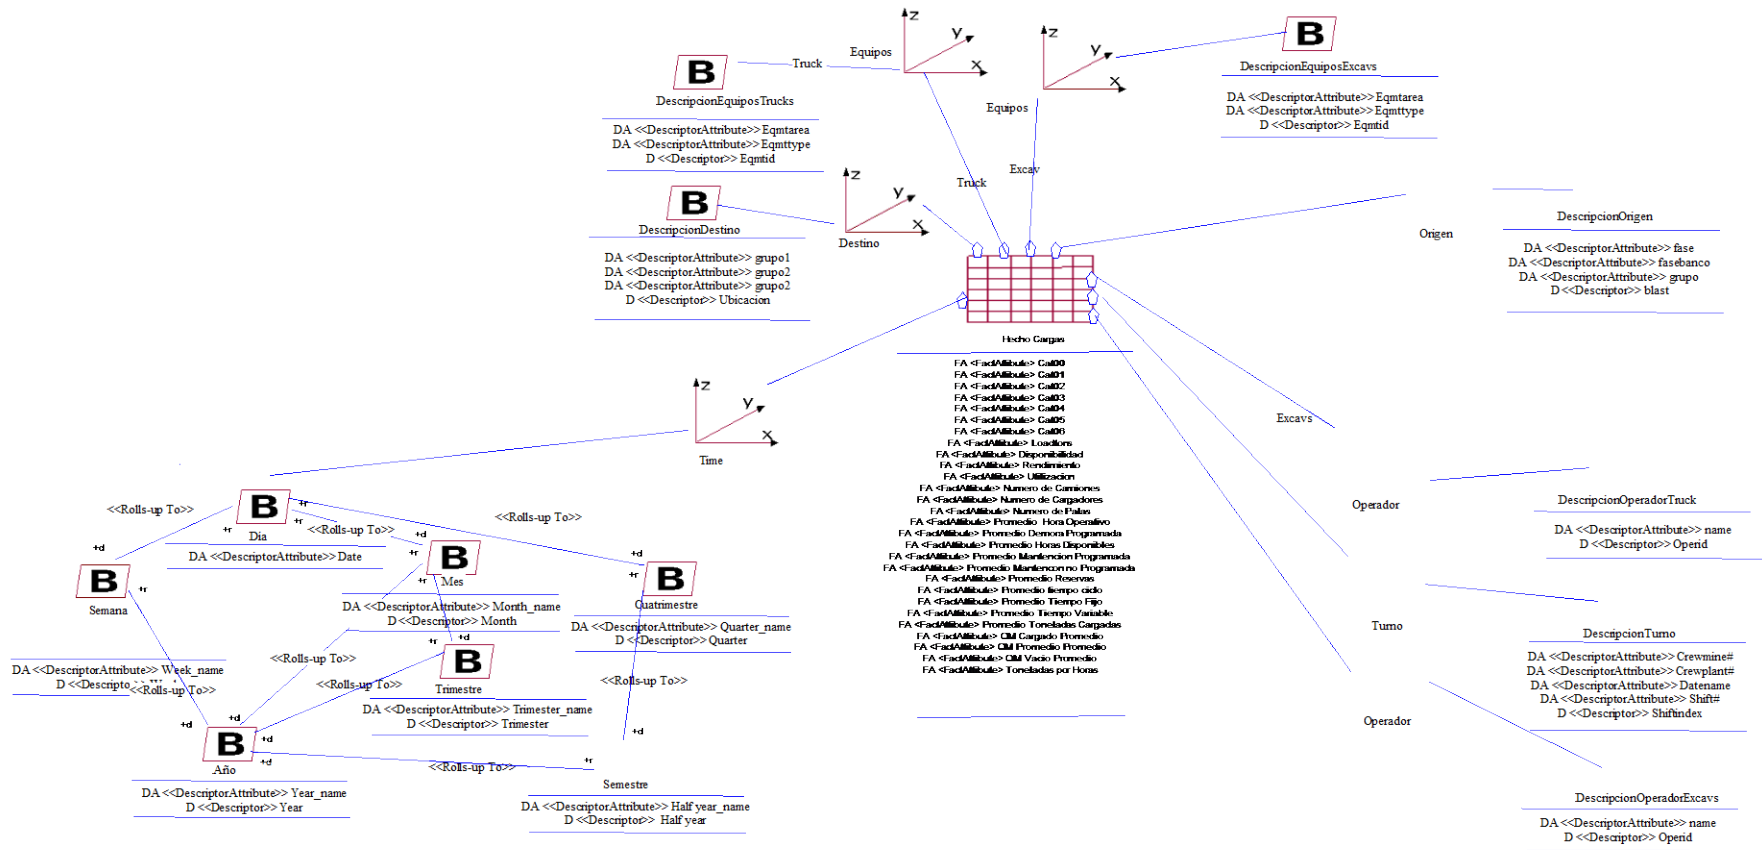 z
y
x
Equipos
Truck
B
DescripcionEquiposTrucks
DA <<DescriptorAttribute>> Eqmtarea
DA <<DescriptorAttribute>> Eqmttype
D <<Descriptor>> Eqmtid
z
y
x
Equipos
B
DescripcionEquiposExcavs
DA <<DescriptorAttribute>> Eqmtarea
DA <<DescriptorAttribute>> Eqmttype
D <<Descriptor>> Eqmtid
Truck
Excav
B
DescripcionDestino
DA <<DescriptorAttribute>> grupo1
DA <<DescriptorAttribute>> grupo2
DA <<DescriptorAttribute>> grupo2
D <<Descriptor>> Ubicacion
z
y
x
Destino
Origen
DescripcionOrigen
DA <<DescriptorAttribute>> fase
DA <<DescriptorAttribute>> fasebanco
DA <<DescriptorAttribute>> grupo
D <<Descriptor>> blast
Hecho Cargas
FA <FactAttribute> Cat00
FA <FactAttribute> Cat01
FA <FactAttribute> Cat02
FA <FactAttribute> Cat03
FA <FactAttribute> Cat04
FA <FactAttribute> Cat05
FA <FactAttribute> Cat06
FA <FactAttribute> Loadtons
FA <FactAttribute> Disponibilidad
FA <FactAttribute> Rendimiento
FA <FactAttribute> Utilizacion
FA <FactAttribute> Numero de Camiones
FA <FactAttribute> Numero de Cargadores
FA <FactAttribute> Numero de Palas
FA <FactAttribute> Promedio Hora Operativo
FA <FactAttribute> Promedio Demora Programada
FA <FactAttribute> Promedio Horas Disponibles
FA <FactAttribute> Promedio Mantencion Programada
FA <FactAttribute> Promedio Mantencon no Programada
FA <FactAttribute> Promedio Reservas
FA <FactAttribute> Promedio tiempo ciclo
FA <FactAttribute> Promedio Tiempo Fijo
FA <FactAttribute> Promedio Tiempo Variable
FA <FactAttribute> Promedio Toneladas Cargadas
FA <FactAttribute> QM Cargado Promedio
FA <FactAttribute> QM Promedio Promedio
FA <FactAttribute> QM Vacio Promedio
FA <FactAttribute> Toneladas por Horas
z
y
x
Time
Excavs
Operador
DescripcionOperadorTruck
DA <<DescriptorAttribute>> name
D <<Descriptor>> Operid
Turno
DescripcionTurno
DA <<DescriptorAttribute>> Crewmine#
DA <<DescriptorAttribute>> Crewplant#
DA <<DescriptorAttribute>> Datename
DA <<DescriptorAttribute>> Shift#
D <<Descriptor>> Shiftindex
Operador
DescripcionOperadorExcavs
DA <<DescriptorAttribute>> name
D <<Descriptor>> Operid
B
Dia
DA <<DescriptorAttribute>> Date
<<Rolls-up To>>
+r
+r
+r
<<Rolls-up To>>
<<Rolls-up To>>
+d
+d
+d
B
Semana
+r
DA <<DescriptorAttribute>> Week_name
<<Rolls-up To>>
B
Mes
+r
+r
DA <<DescriptorAttribute>> Month_name
D <<Descriptor>> Month
B
Cuatrimestre
+r
DA <<DescriptorAttribute>> Quarter_name
D <<Descriptor>> Quarter
<<Rolls-up To>>
<<Rolls-up To>>
+r
+d
B
Trimestre
<<Rolls-up To>>
DA <<DescriptorAttribute>> Trimester_name
D <<Descriptor>> Trimester
+d
+d
+d
+d
B
Año
DA <<DescriptorAttribute>> Year_name
D <<Descriptor>> Year
<<Rolls-up To>>
+d
+r
Semestre
DA <<DescriptorAttribute>> Half year_name
D <<Descriptor>> Half year